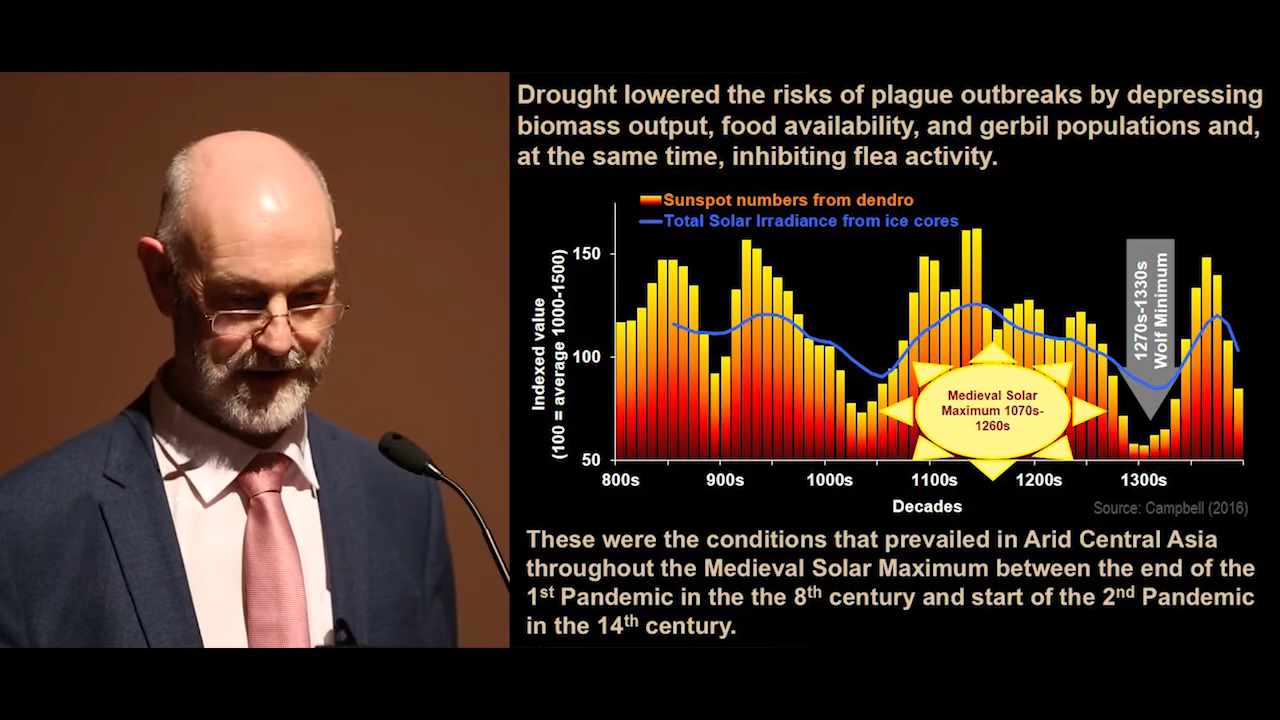 Drought lowered the risks of plague outbreaks by depressing
biomass output, food availability, and gerbil populations and,
at the same time, inhibiting flea activity.
Sunspot numbers from dendro
Total Solar Irradiance from ice cores
150
100
50
Indexed value
(100 = average 1000-1500)
1270s-1330s
Wolf Minimum
Medieval Solar
Maximum 1070s-
1260s
800s 900s 1000s 1100s 1200s 1300s
Decades
Source: Campbell (2016)
These were the conditions that prevailed in Arid Central Asia
throughout the Medieval Solar Maximum between the end of the
1st Pandemic in the the 8th century and start of the 2nd Pandemic
in the 14th century.